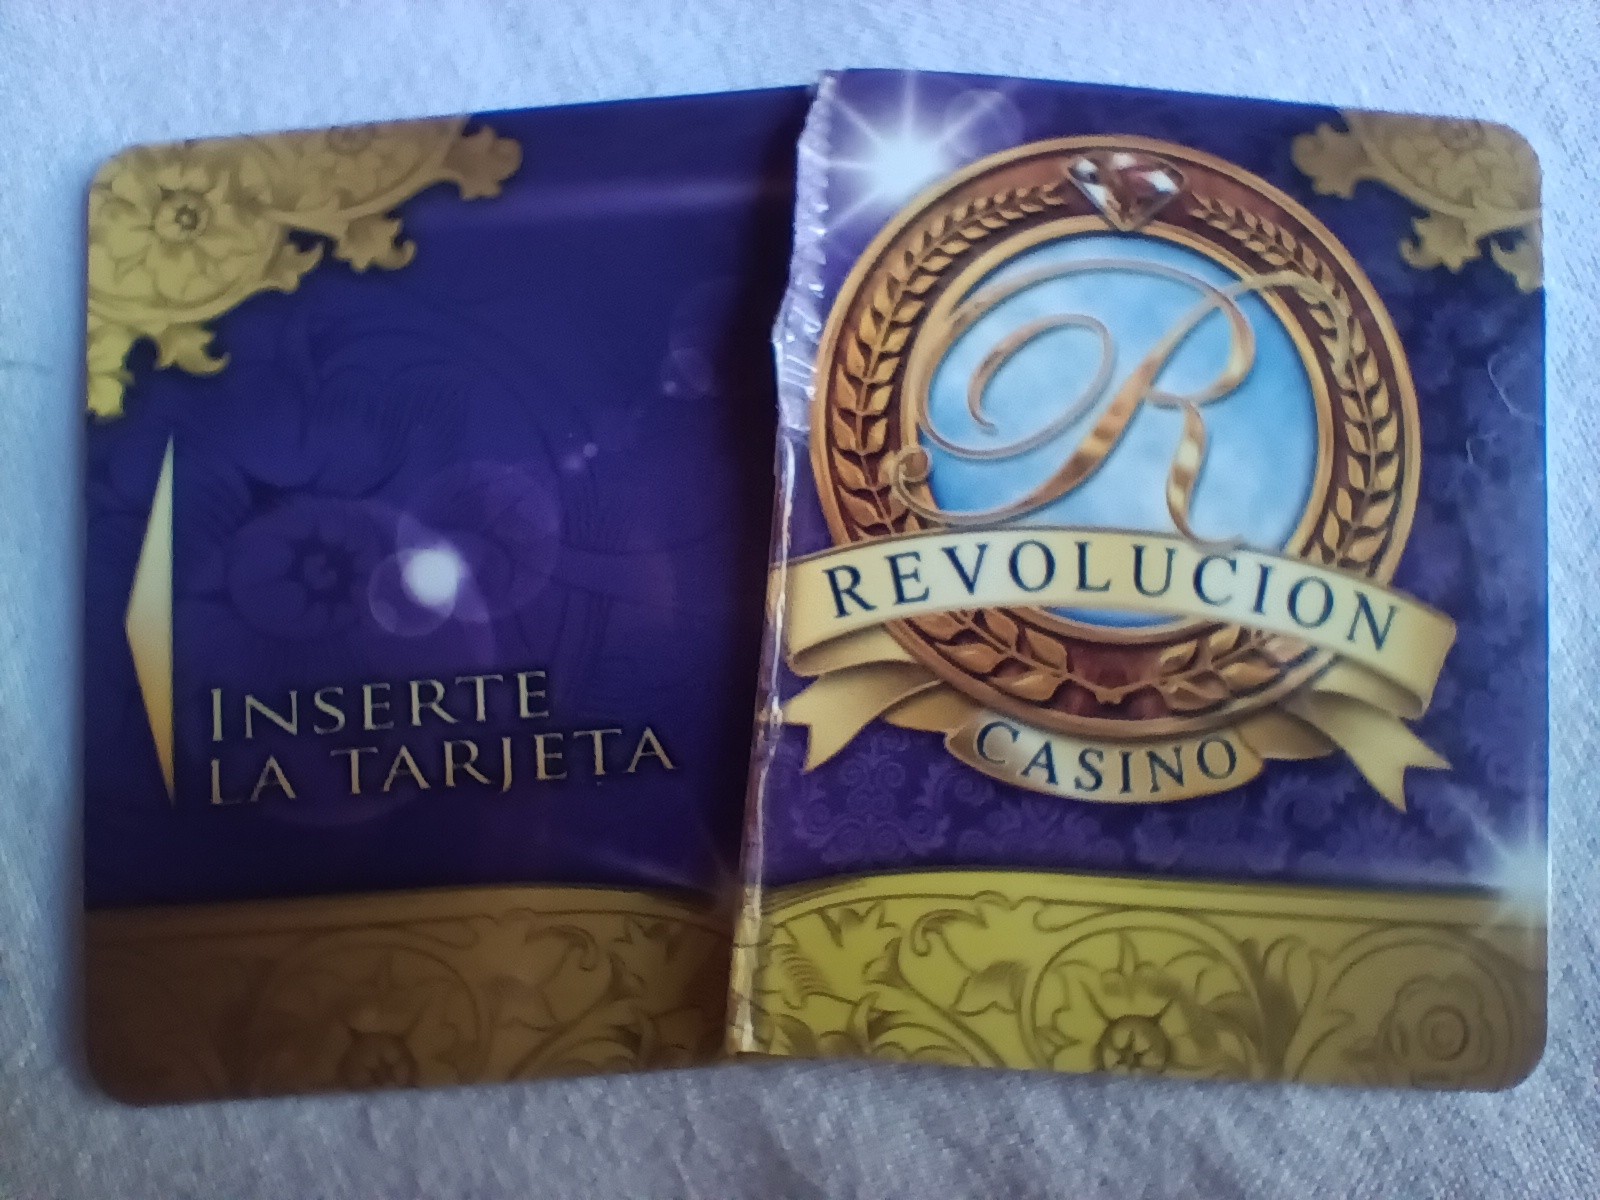 INSERTE
LA TARJETA
R
REVOLUCION
CASINO